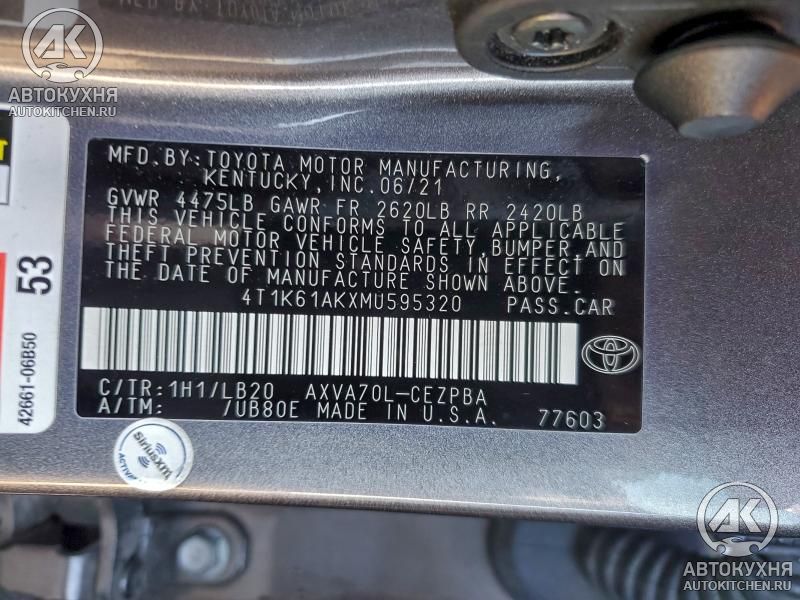 AK
АВТОКУХНЯ
AUTOKITCHEN.RU
MFD.BY:TOYOTA MOTOR MANUFACTURING,
KENTUCKY,INC.06/21
GVWR 4475LB GAWR FR 2620LB RR 2420LB
THIS VEHICLE CONFORMS TO ALL APPLICABLE
FEDERAL MOTOR VEHICLE SAFETY,BUMPER AND
THEFT PREVENTION STANDARDS IN EFFECT ON
THE DATE OF MANUFACTURE SHOWN ABOVE.
4T1K61AKXMU595320 PASS.CAR
C/TR:1H1/LB20 AXVA70L-CEZPBA
A/TM: /UB80E MADE IN U.S.A. 77603
53
42661-06B50
SiriusXM
AK
АВТОКУХНЯ
AUTOKITCHEN.RU